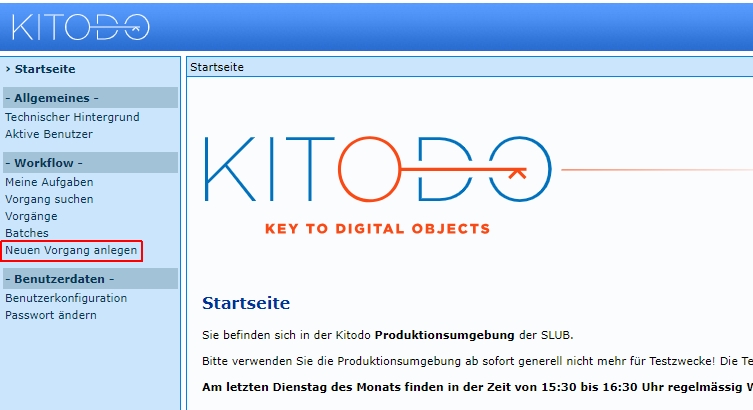 KITODO
› Startseite
- Allgemeines -
Technischer Hintergrund
Aktive Benutzer
- Workflow -
Meine Aufgaben
Vorgang suchen
Vorgänge
Batches
Neuen Vorgang anlegen
- Benutzerdaten -
Benutzerkonfiguration
Passwort ändern
Startseite
KITODO
KEY TO DIGITAL OBJECTS
Startseite
Sie befinden sich in der Kitodo Produktionsumgebung der SLUB.
Bitte verwenden Sie die Produktionsumgebung ab sofort generell nicht mehr für Testzwecke! Die Te
Am letzten Dienstag des Monats finden in der Zeit von 15:30 bis 16:30 Uhr regelmässig W